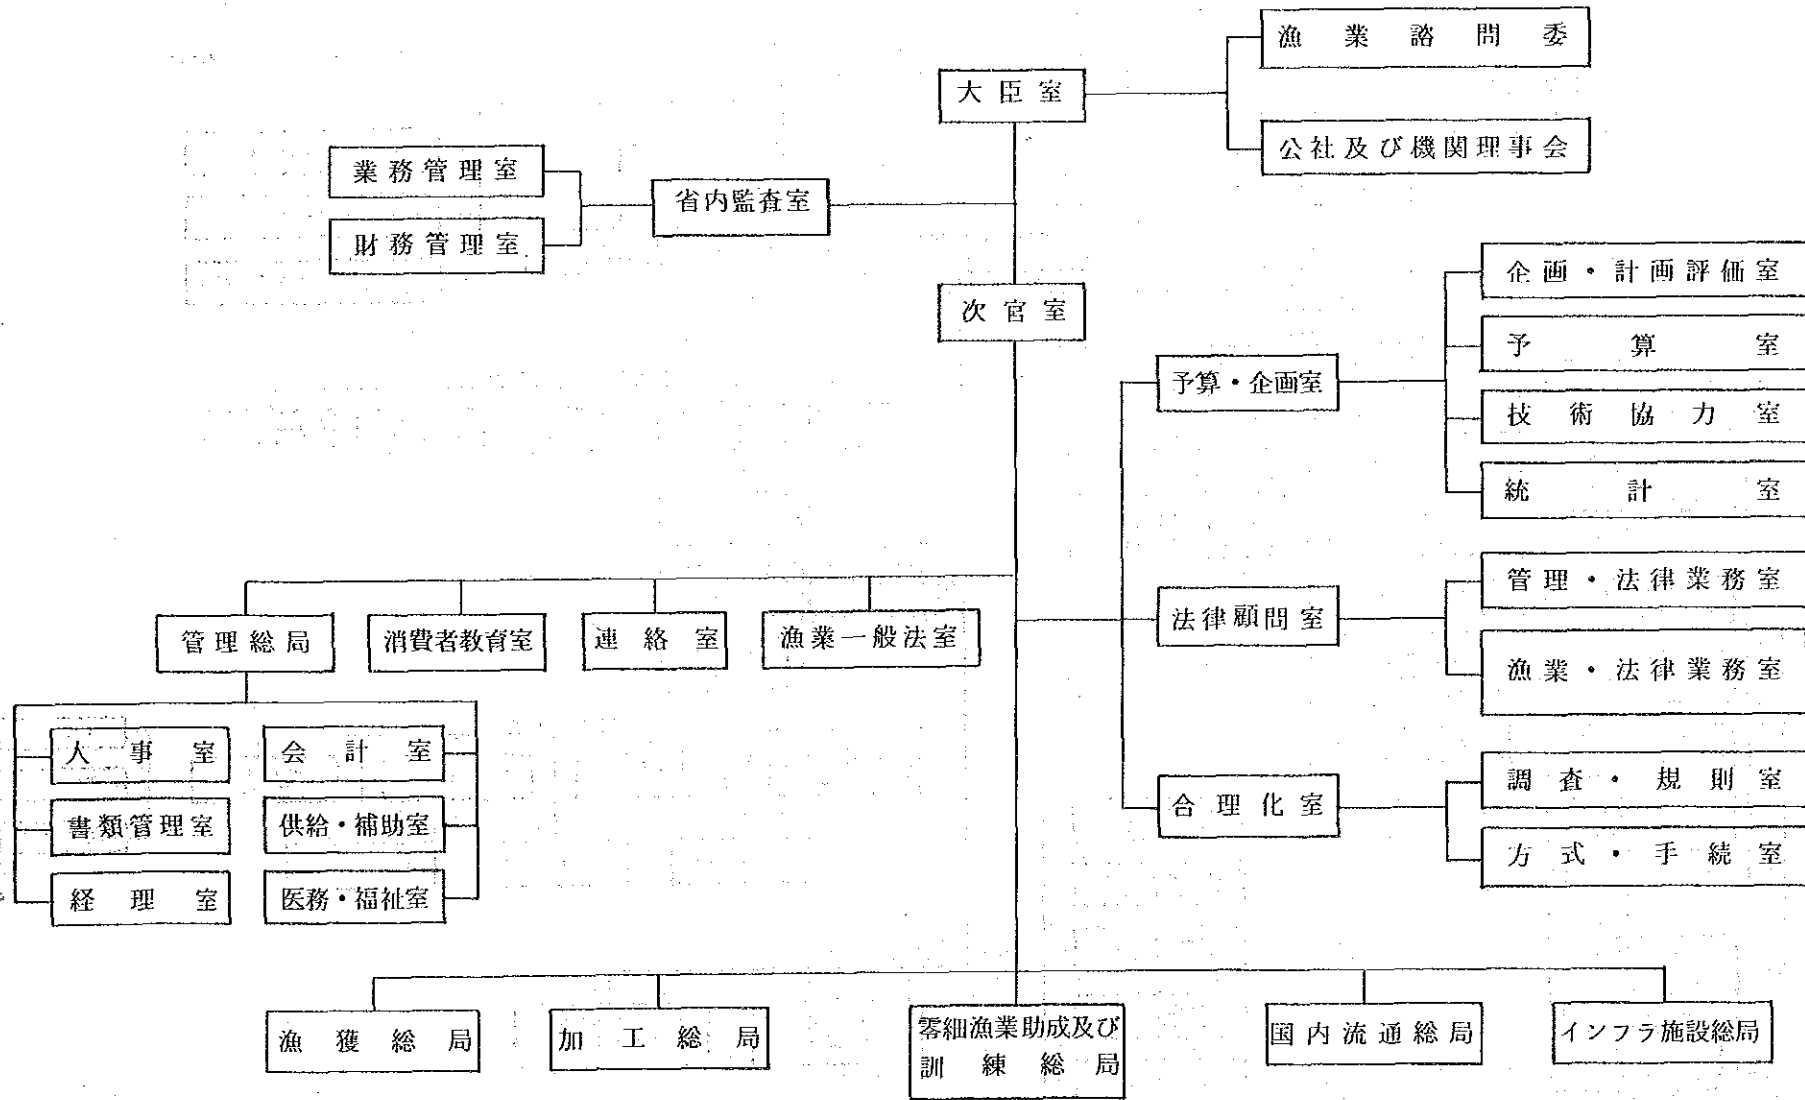 漁業諮問委
大臣室
公社及び機関理事会
業務管理室
省内監査室
財務管理室
企画・計画評価室
次官室
予算室
予算・企画室
技術協力室
統計室
管理・法律業務室
法律顧問室
管理総局
消費者教育室
連絡室
漁業一般法室
漁業・法律業務室
人事室
会計室
調査・規則室
合理化室
書類管理室
供給・補助室
方式・手続室
経理室
医務・福祉室
漁獲総局
加工総局
零細漁業助成及び
訓練総局
国内流通総局
インフラ施設総局